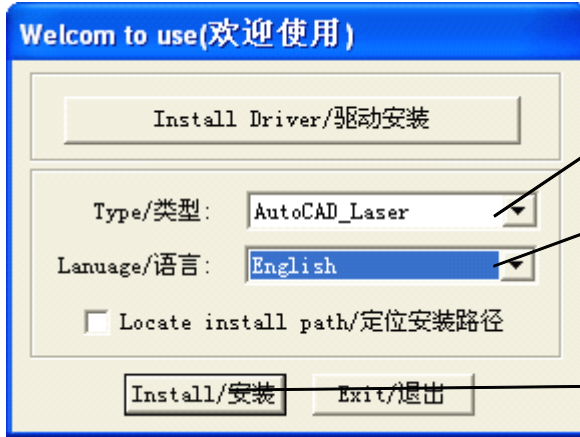 Welcom to use(欢迎使用)
Install Driver/驱动安装
Type/类型: AutoCAD_Laser
Lanuage/语言: English
Locate install path/定位安装路径
Install/安装 Exit/退出